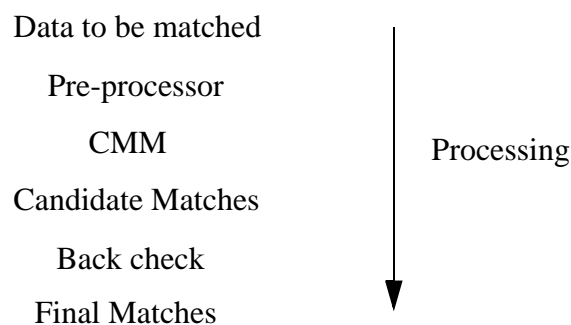 Data to be matched
Pre-processor
CMM
Processing
Candidate Matches
Back check
Final Matches